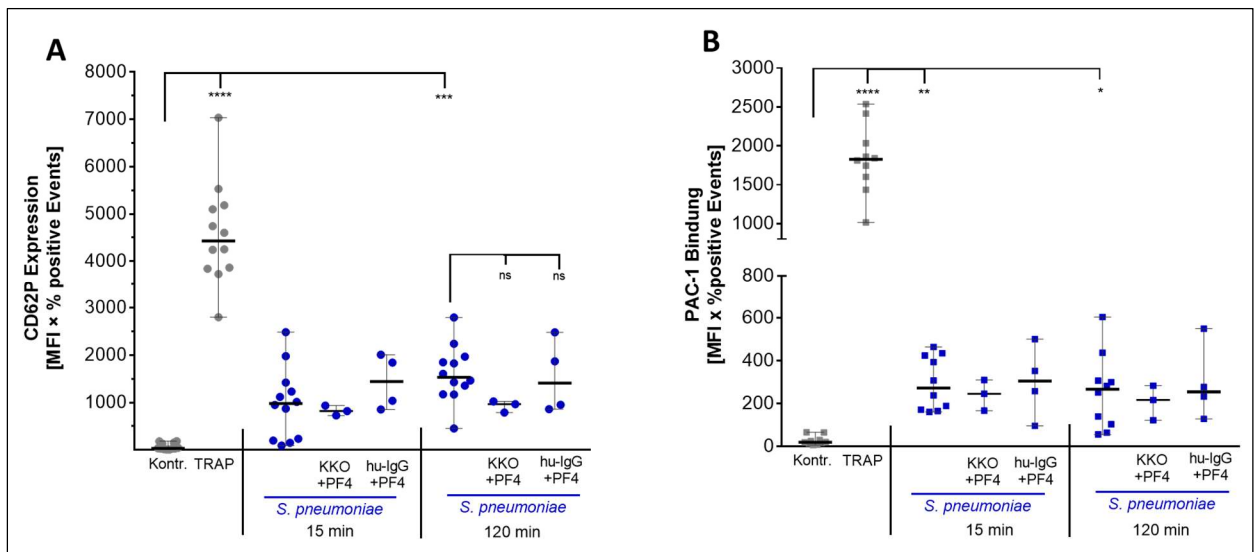 A
CD62P Expression
[MFI × % positive Events]
8000
7000
6000
5000
4000
3000
2000
1000
****
***
ns
ns
Kontr.
TRAP
KKO
+PF4
hu-IgG
+PF4
KKO
+PF4
hu-IgG
+PF4
S. pneumoniae
S. pneumoniae
15 min
120 min
B
PAC-1 Bindung
[MFI x %positive Events]
3000
2500
2000
1500
1000
800
600
400
200
0
****
**
*
Kontr.
TRAP
KKO
+PF4
hu-IgG
+PF4
KKO
+PF4
hu-IgG
+PF4
S. pneumoniae
S. pneumoniae
15 min
120 min